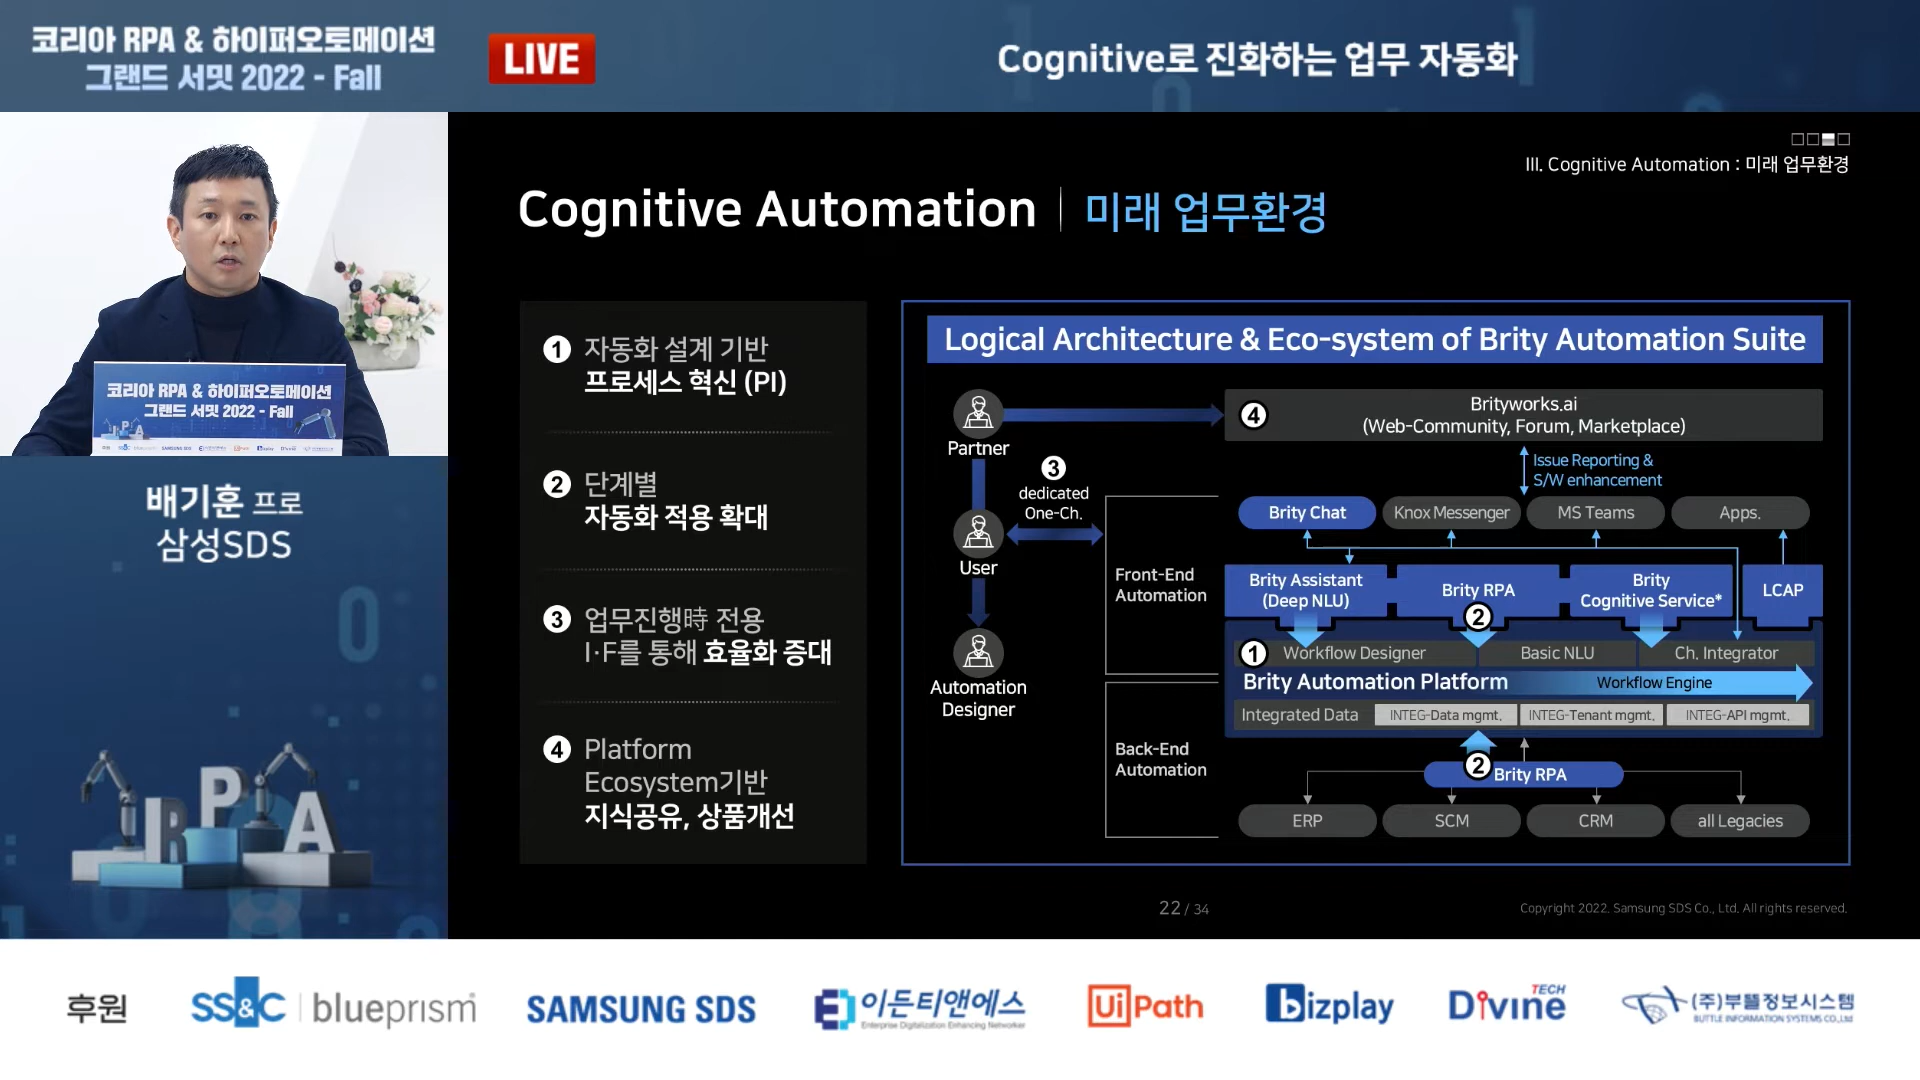 코리아 RPA & 하이퍼오토메이션
그랜드 서밋 2022 - Fall
LIVE
Cognitive로 진화하는 업무 자동화
코리아 RPA & 하이퍼오토메이션
그랜드 서밋 2022 - Fall
배기훈 프로
삼성SDS
RPA
III. Cognitive Automation : 미래 업무환경
Cognitive Automation | 미래 업무환경
1 자동화 설계 기반
프로세스 혁신 (PI)
2 단계별
자동화 적용 확대
3 업무진행時 전용
I·F를 통해 효율화 증대
4 Platform
Ecosystem기반
지식공유, 상품개선
Logical Architecture & Eco-system of Brity Automation Suite
Partner
User
Automation
Designer
3
dedicated
One-Ch.
4
Brityworks.ai
(Web-Community, Forum, Marketplace)
Issue Reporting &
S/W enhancement
Brity Chat
Knox Messenger
MS Teams
Apps.
Front-End
Automation
Brity Assistant
(Deep NLU)
Brity RPA
2
Brity
Cognitive Service*
LCAP
1 Workflow Designer
Basic NLU
Ch. Integrator
Brity Automation Platform
Workflow Engine
Integrated Data
INTEG-Data mgmt.
INTEG-Tenant mgmt.
INTEG-API mgmt.
Back-End
Automation
2 Brity RPA
ERP
SCM
CRM
all Legacies
22 / 34
Copyright 2022. Samsung SDS Co., Ltd. All rights reserved.
후원
SS&C | blueprism
SAMSUNG SDS
이든티앤에스
Enterprise Digitalization Enhancing Networker
UiPath
bizplay
DIVINE TECH
(주)부뜰정보시스템
BUTTLE INFORMATION SYSTEMS CO.,Ltd